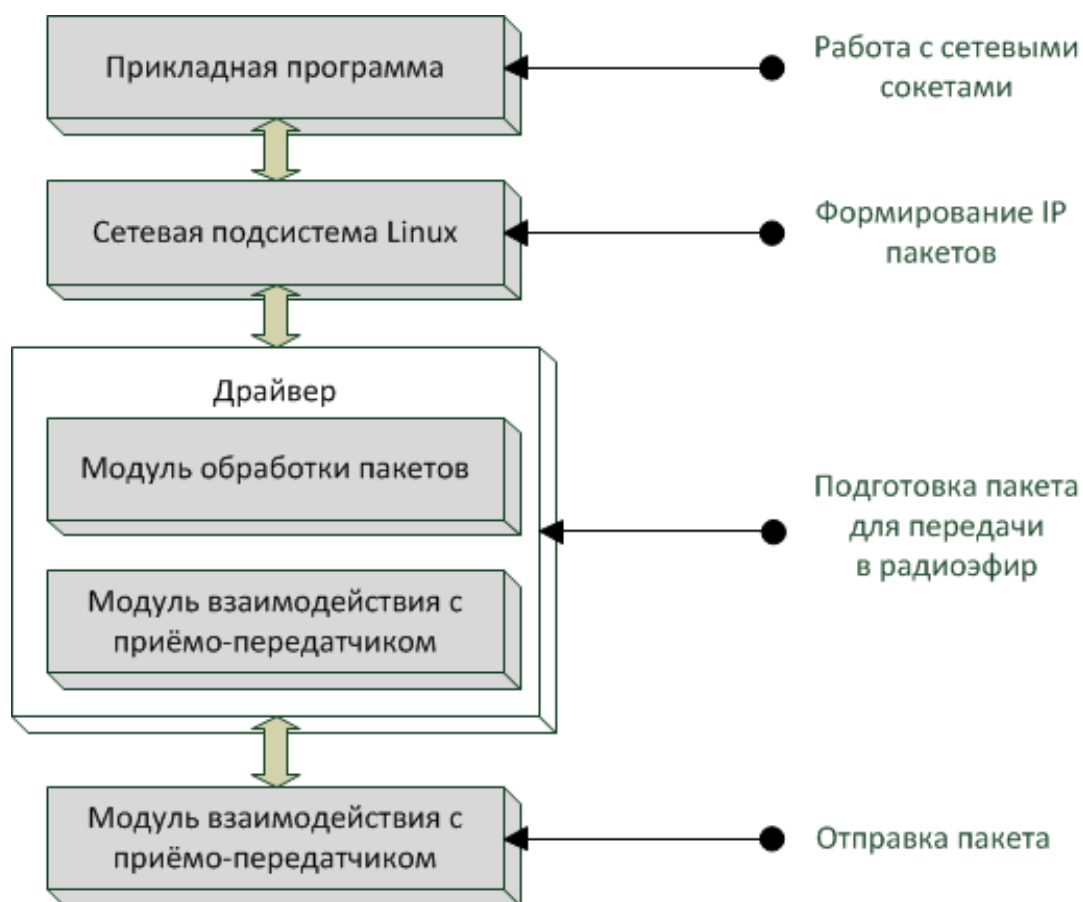 Прикладная программа
Работа с сетевыми
сокетами
Сетевая подсистема Linux
Формирование IP
пакетов
Драйвер
Модуль обработки пакетов
Модуль взаимодействия с
приёмо-передатчиком
Подготовка пакета
для передачи
в радиоэфир
Модуль взаимодействия с
приёмо-передатчиком
Отправка пакета